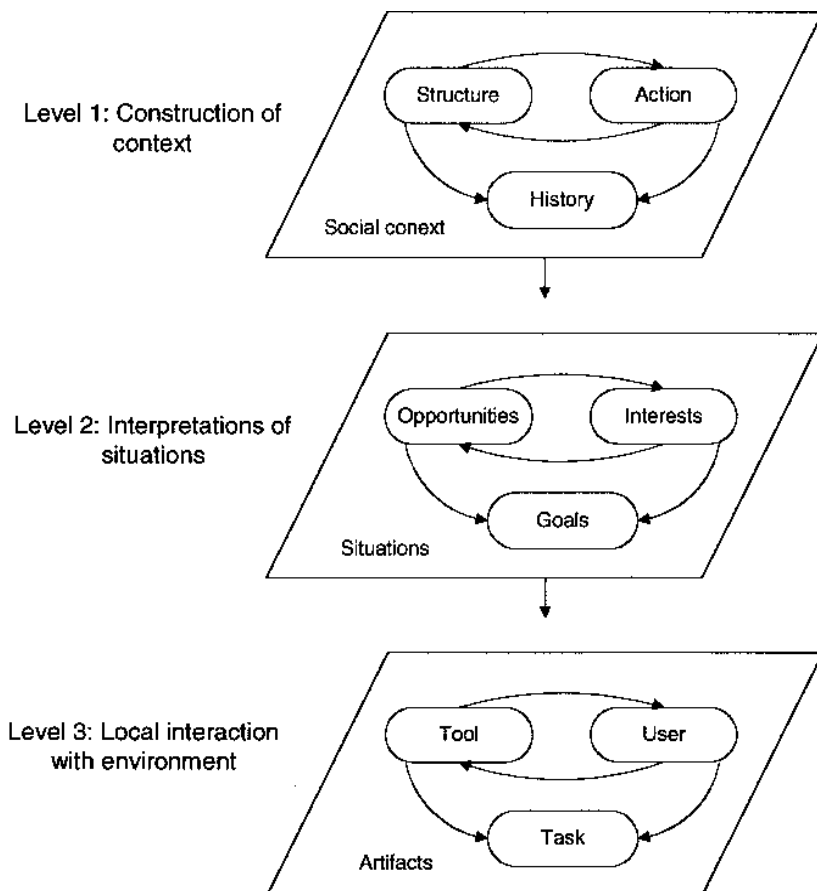 Structure
Action
Level 1: Construction of
context
History
Social conext
Opportunities
Interests
Level 2: Interpretations of
situations
Goals
Situations
Tool
User
Level 3: Local interaction
with environment
Task
Artifacts